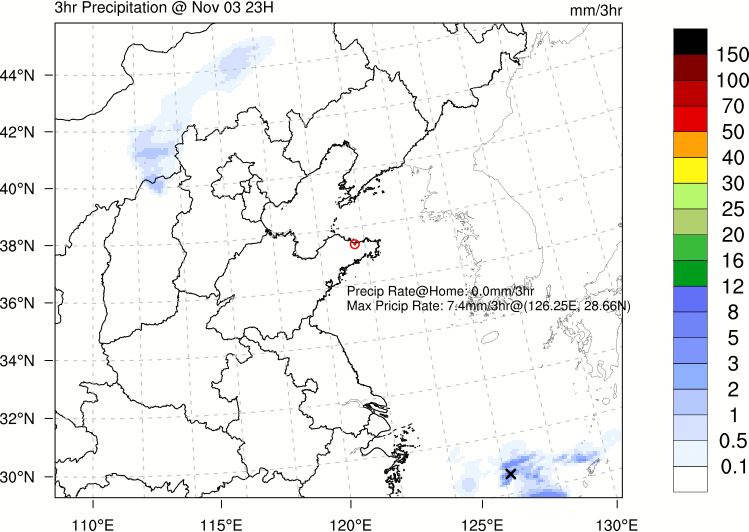 3hr Precipitation @ Nov 03 23H
mm/3hr
44°N
42°N
40°N
38°N
36°N
34°N
32°N
30°N
Precip Rate@Home: 0.0mm/3hr
Max Pricip Rate: 7.4mm/3hr@(126.25E, 28.66N)
110°E 115°E 120°E 125°E 130°E
150
100
70
50
40
30
25
20
16
12
8
5
3
2
1
0.5
0.1